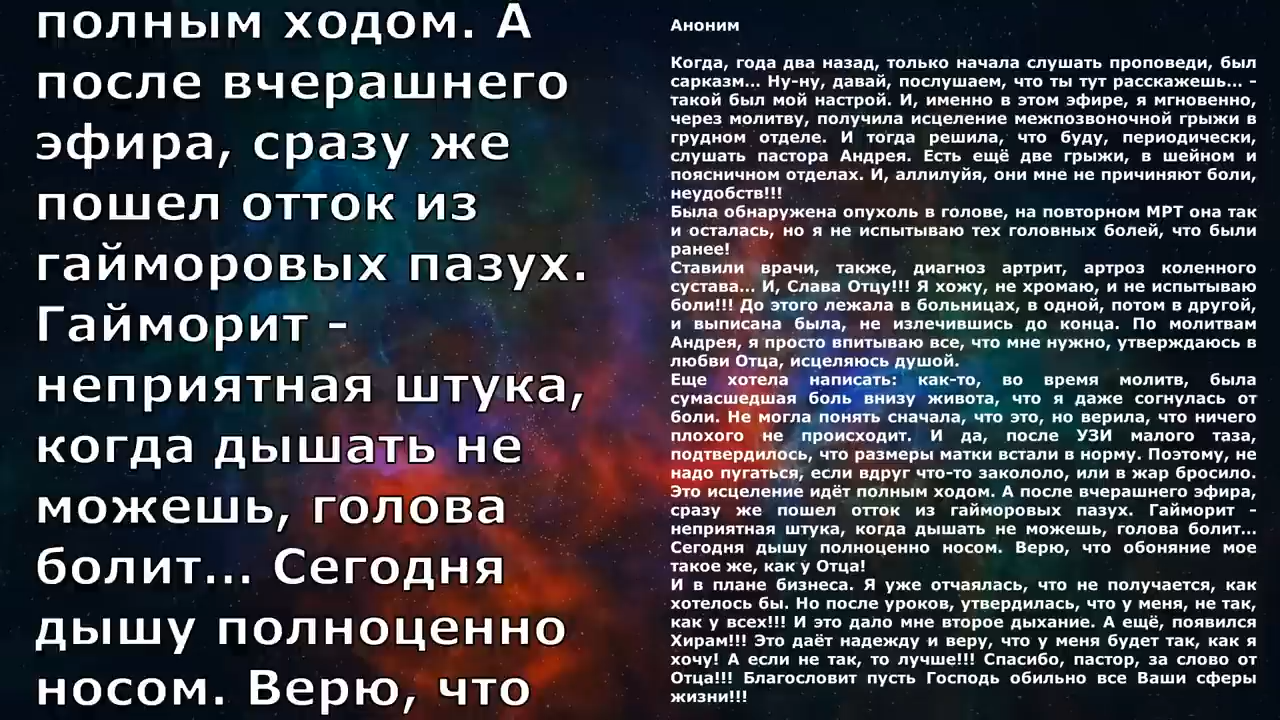 полным ходом. А
после вчерашнего
эфира, сразу же
пошел отток из
гайморовых пазух.
Гайморит -
неприятная штука,
когда дышать не
можешь, голова
болит... Сегодня
дышу полноценно
носом. Верю, что
Аноним
Когда, года два назад, только начала слушать проповеди, был
сарказм... Ну-ну, давай, послушаем, что ты тут расскажешь... -
такой был мой настрой. И, именно в этом эфире, я мгновенно,
через молитву, получила исцеление межпозвоночной грыжи в
грудном отделе. И тогда решила, что буду, периодически,
слушать пастора Андрея. Есть ещё две грыжи, в шейном и
поясничном отделах. И, аллилуйя, они мне не причиняют боли,
неудобств!!!
Была обнаружена опухоль в голове, на повторном МРТ она так
и осталась, но я не испытываю тех головных болей, что были
ранее!
Ставили врачи, также, диагноз артрит, артроз коленного
сустава... И, Слава Отцу!!! Я хожу, не хромаю, и не испытываю
боли!!! До этого лежала в больницах, в одной, потом в другой,
и выписана была, не излечившись до конца. По молитвам
Андрея, я просто впитываю все, что мне нужно, утверждаюсь в
любви Отца, исцеляюсь душой.
Еще хотела написать: как-то, во время молитв, была
сумасшедшая боль внизу живота, что я даже согнулась от
боли. Не могла понять сначала, что это, но верила, что ничего
плохого не происходит. И да, после УЗИ малого таза,
подтвердилось, что размеры матки встали в норму. Поэтому, не
надо пугаться, если вдруг что-то закололо, или в жар бросило.
Это исцеление идёт полным ходом. А после вчерашнего эфира,
сразу же пошел отток из гайморовых пазух. Гайморит -
неприятная штука, когда дышать не можешь, голова болит...
Сегодня дышу полноценно носом. Верю, что обоняние мое
такое же, как у Отца!
И в плане бизнеса. Я уже отчаялась, что не получается, как
хотелось бы. Но после уроков, утвердилась, что у меня, не так,
как у всех!!! И это дало мне второе дыхание. А ещё, появился
Хирам!!! Это даёт надежду и веру, что у меня будет так, как я
хочу! А если не так, то лучше!!! Спасибо, пастор, за слово от
Отца!!! Благословит пусть Господь обильно все Ваши сферы
жизни!!!